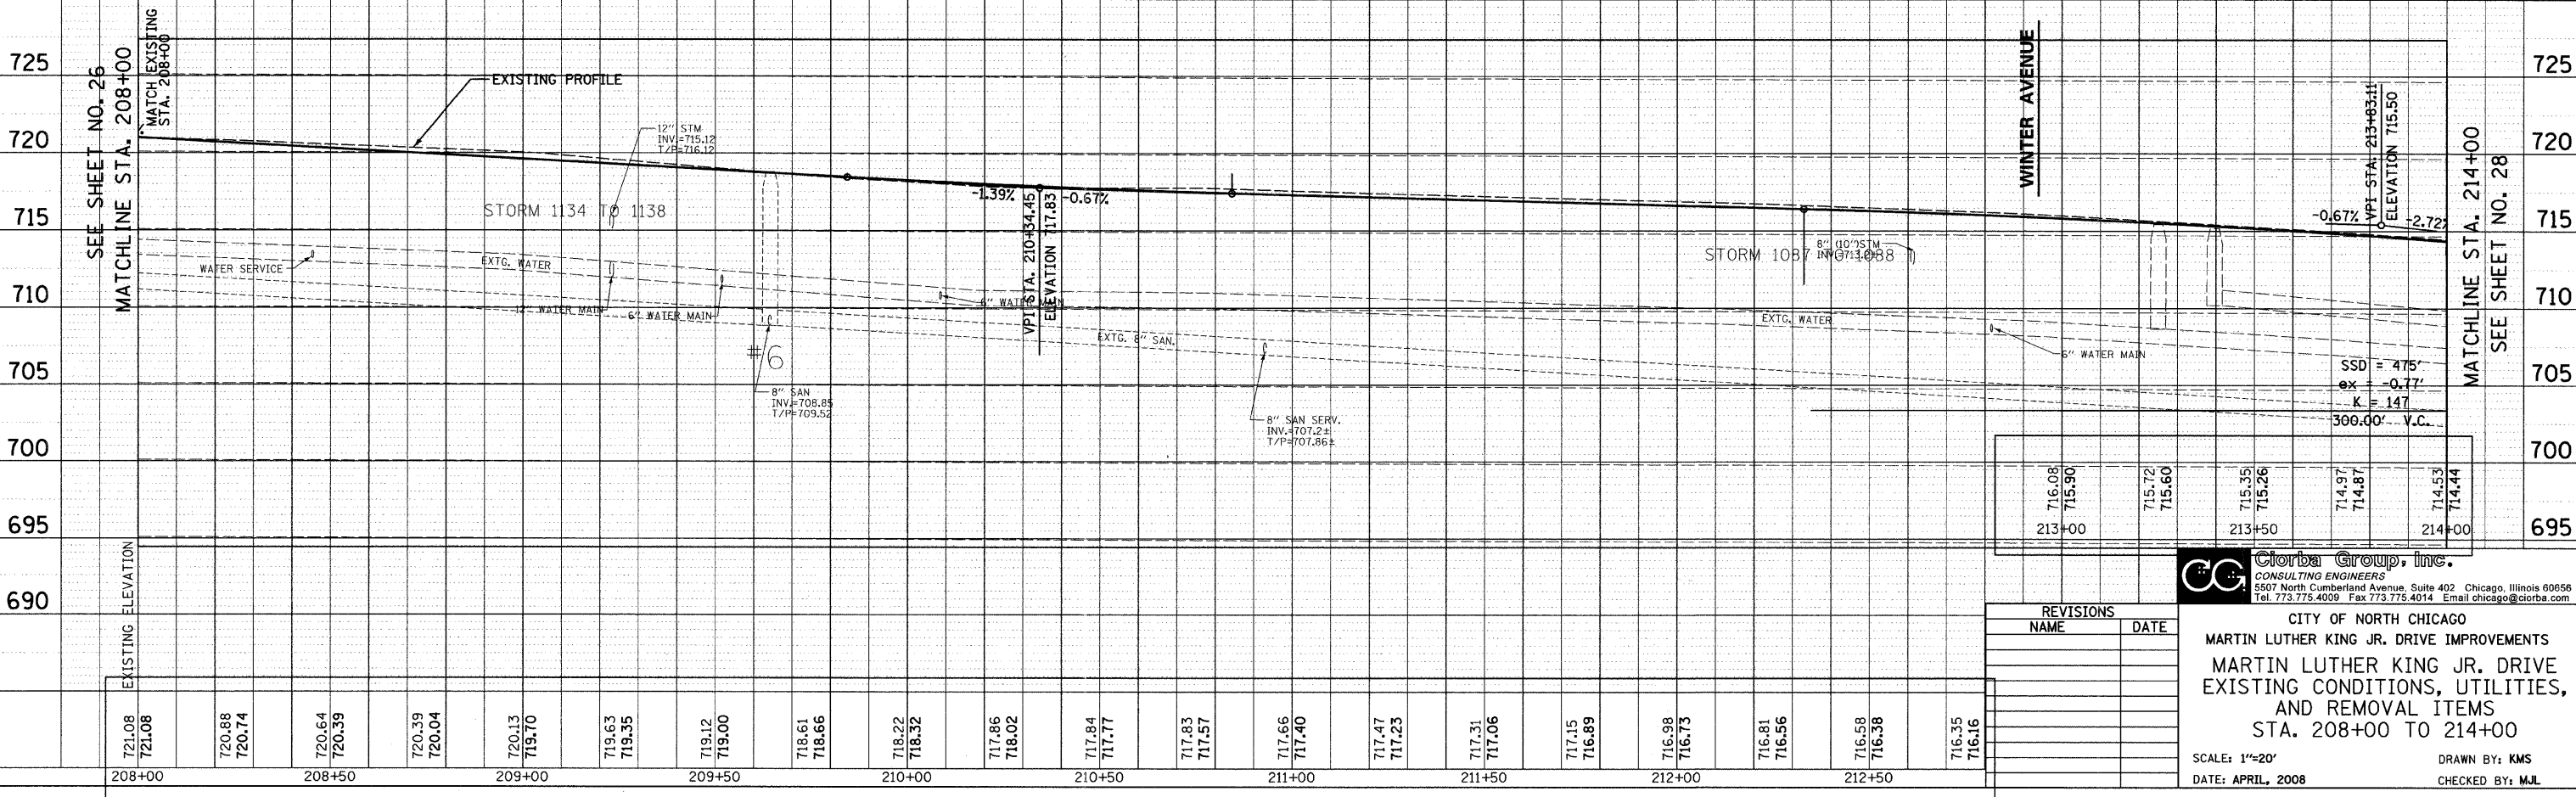 725
720
715
710
705
700
695
690
SEE SHEET NO. 26
MATCHLINE STA. 208+00
MATCH EXISTING
STA. 208+00
EXISTING PROFILE
12" STM
INV.=715.12
T/P=716.12
STORM 1134 TO 1138
WATER SERVICE
EXTG. WATER
12" WATER MAIN
6" WATER MAIN
#6
8" SAN
INV.=708.85
T/P=709.52
6" WATER MAIN
-1.39%
VPI STA. 210+34.45
ELEVATION 717.83
-0.67%
EXTG. 8" SAN.
8" SAN SERV.
INV.=707.2±
T/P=707.86±
STORM 1087 TO 1088
8" (10")STM
EXTG. WATER
WINTER AVENUE
6" WATER MAIN
-0.67%
VPI STA. 213+83.11
ELEVATION 715.50
-2.72%
SSD = 475'
ex = -0.77'
K = 147
300.00' V.C.
MATCHLINE STA. 214+00
SEE SHEET NO. 28
725
720
715
710
705
700
695
716.08
715.90
715.72
715.60
715.35
715.26
714.97
714.87
714.53
714.44
213+00
213+50
214+00
EXISTING ELEVATION
721.08
721.08
720.88
720.74
720.64
720.39
720.39
720.04
720.13
719.70
719.63
719.35
719.12
719.00
718.61
718.66
718.22
718.32
717.86
718.02
717.84
717.77
717.83
717.57
717.66
717.40
717.47
717.23
717.31
717.06
717.15
716.89
716.98
716.73
716.81
716.56
716.58
716.38
716.35
716.16
208+00
208+50
209+00
209+50
210+00
210+50
211+00
211+50
212+00
212+50
CG
Ciorba Group, Inc.
CONSULTING ENGINEERS
5507 North Cumberland Avenue, Suite 402 Chicago, Illinois 60656
Tel. 773.775.4009 Fax 773.775.4014 Email chicago@ciorba.com
REVISIONS
NAME DATE
CITY OF NORTH CHICAGO
MARTIN LUTHER KING JR. DRIVE IMPROVEMENTS
MARTIN LUTHER KING JR. DRIVE
EXISTING CONDITIONS, UTILITIES,
AND REMOVAL ITEMS
STA. 208+00 TO 214+00
SCALE: 1"=20'
DRAWN BY: KMS
DATE: APRIL, 2008
CHECKED BY: MJL